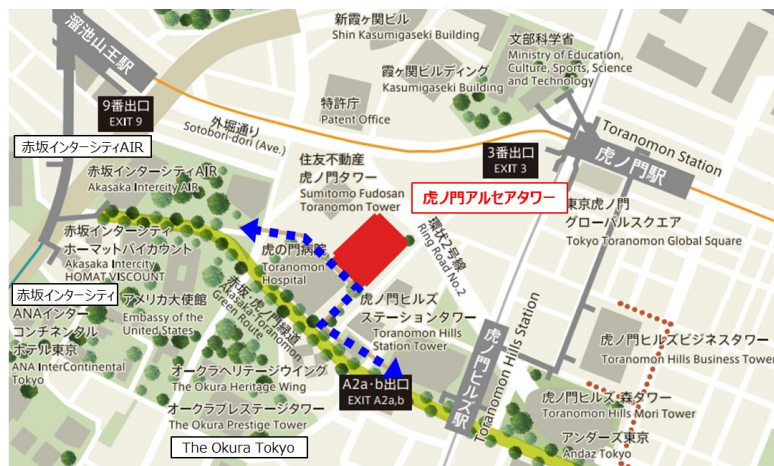 新霞ヶ関ビル
Shin Kasumigaseki Building
文部科学省
Ministry of Education,
Culture, Sports, Science
and Technology
溜池山王駅
霞ヶ関ビルディング
Kasumigaseki Building
9番出口
EXIT 9
特許庁
Patent Office
外堀通り
Sotobori-dori (Ave.)
Toranomon Station
虎ノ門駅
3番出口
EXIT 3
赤坂インターシティAIR
住友不動産
虎ノ門タワー
Sumitomo Fudosan
Toranomon Tower
赤坂インターシティAIR
Akasaka Intercity AIR
虎ノ門アルセアタワー
東京虎ノ門
グローバルスクエア
Tokyo Toranomon Global Square
環状2号線
Ring Road No.2
赤坂インターシティ
ホーマットバイカウント
Akasaka Intercity
HOMAT VISCOUNT
虎の門病院
Toranomon
Hospital
赤坂・虎ノ門緑道
Akasaka-Toranomon
Green Route
赤坂インターシティ
アメリカ大使館
Embassy of the
United States
虎ノ門ヒルズ
ステーションタワー
Toranomon Hills
Station Tower
虎ノ門ヒルズ駅
Toranomon Hills Station
ANAインター
コンチネンタル
ホテル東京
ANA InterContinental
Tokyo
虎ノ門ヒルズビジネスタワー
Toranomon Hills Business Tower
オークラヘリテージウイング
The Okura Heritage Wing
A2a・b出口
EXIT A2a,b
虎ノ門ヒルズ 森タワー
Toranomon Hills Mori Tower
オークラプレステージタワー
The Okura Prestige Tower
アンダーズ東京
Andaz Tokyo
The Okura Tokyo